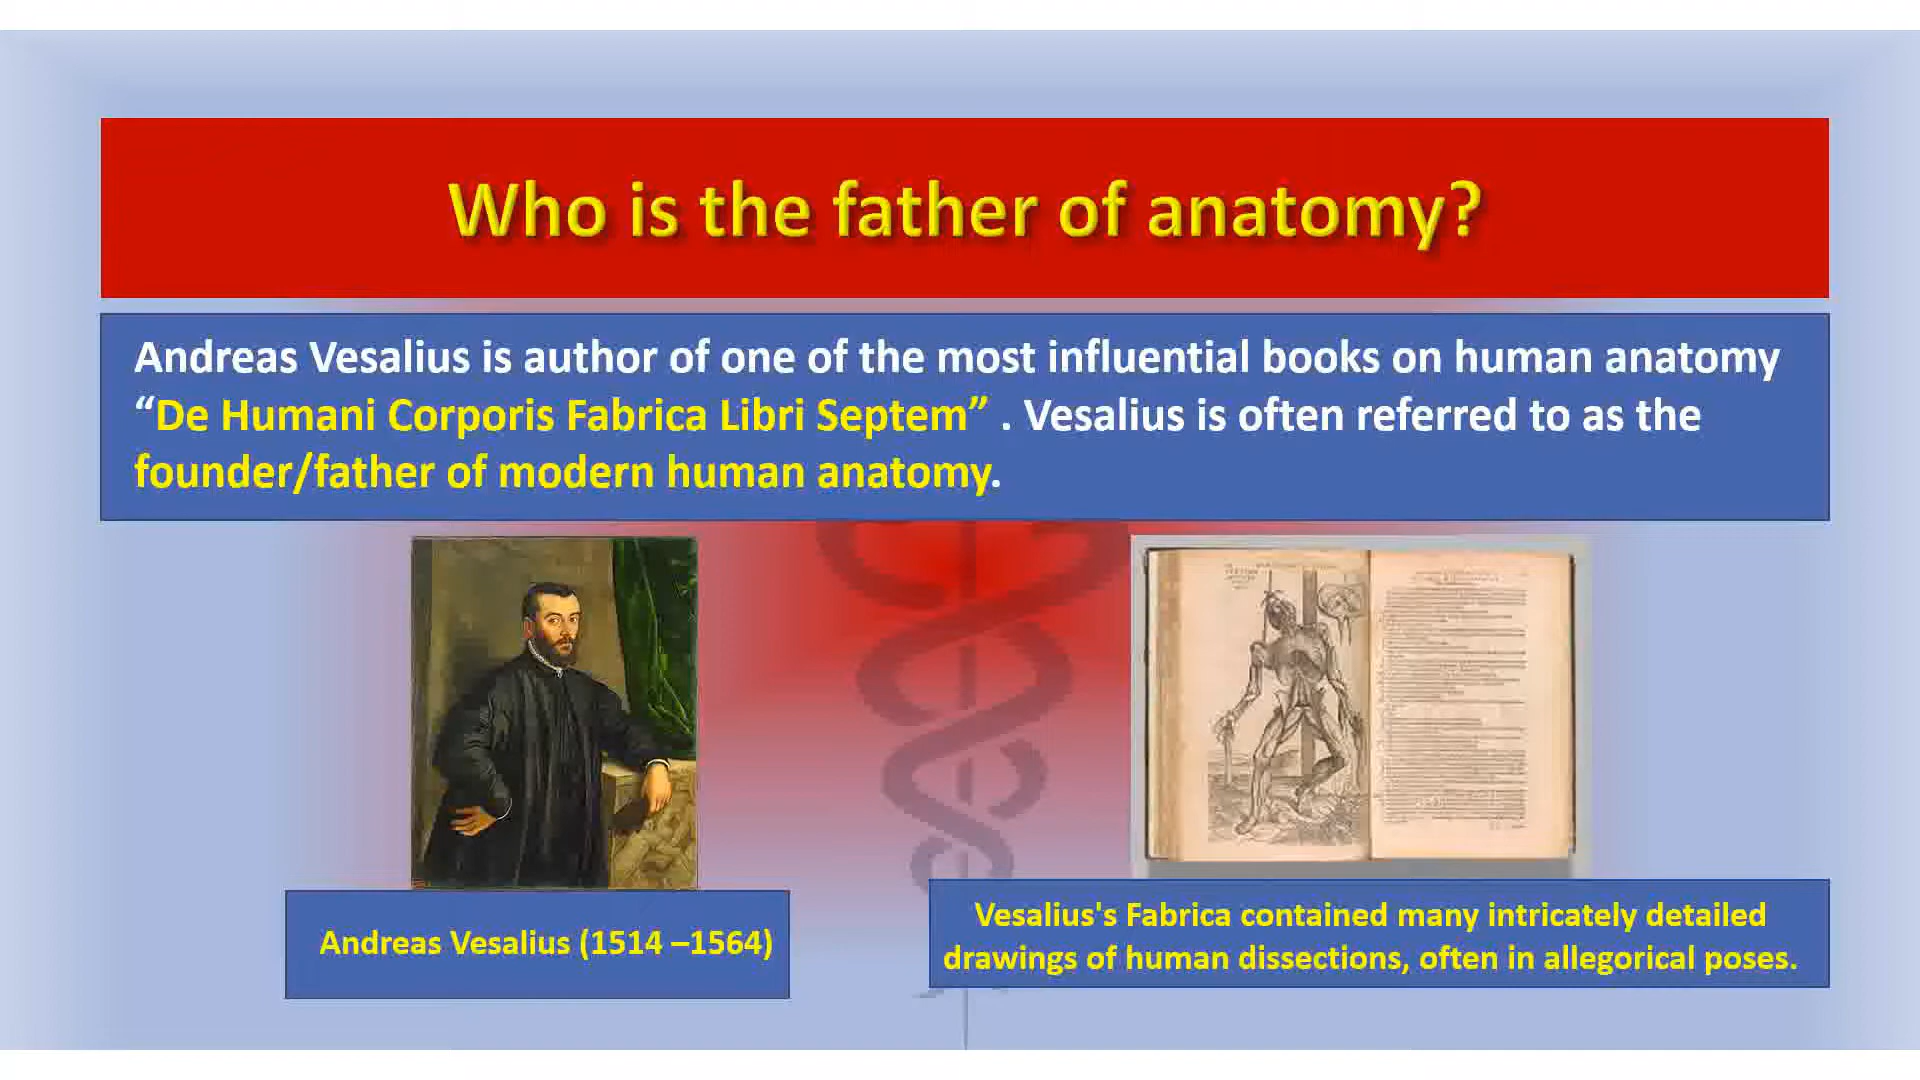 Who is the father of anatomy?
Andreas Vesalius is author of one of the most influential books on human anatomy
“De Humani Corporis Fabrica Libri Septem” . Vesalius is often referred to as the
founder/father of modern human anatomy.
Andreas Vesalius (1514 –1564)
Vesalius's Fabrica contained many intricately detailed
drawings of human dissections, often in allegorical poses.